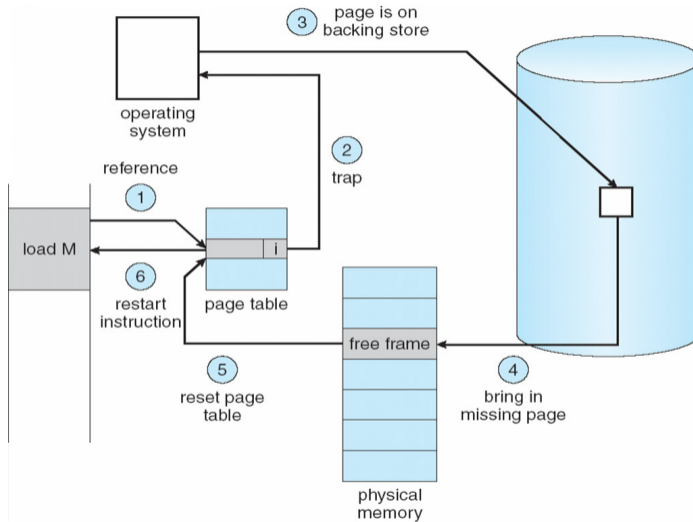 3
page is on
backing store
operating
system
2
trap
reference
1
load M
i
6
restart
instruction
page table
free frame
5
reset page
table
4
bring in
missing page
physical
memory